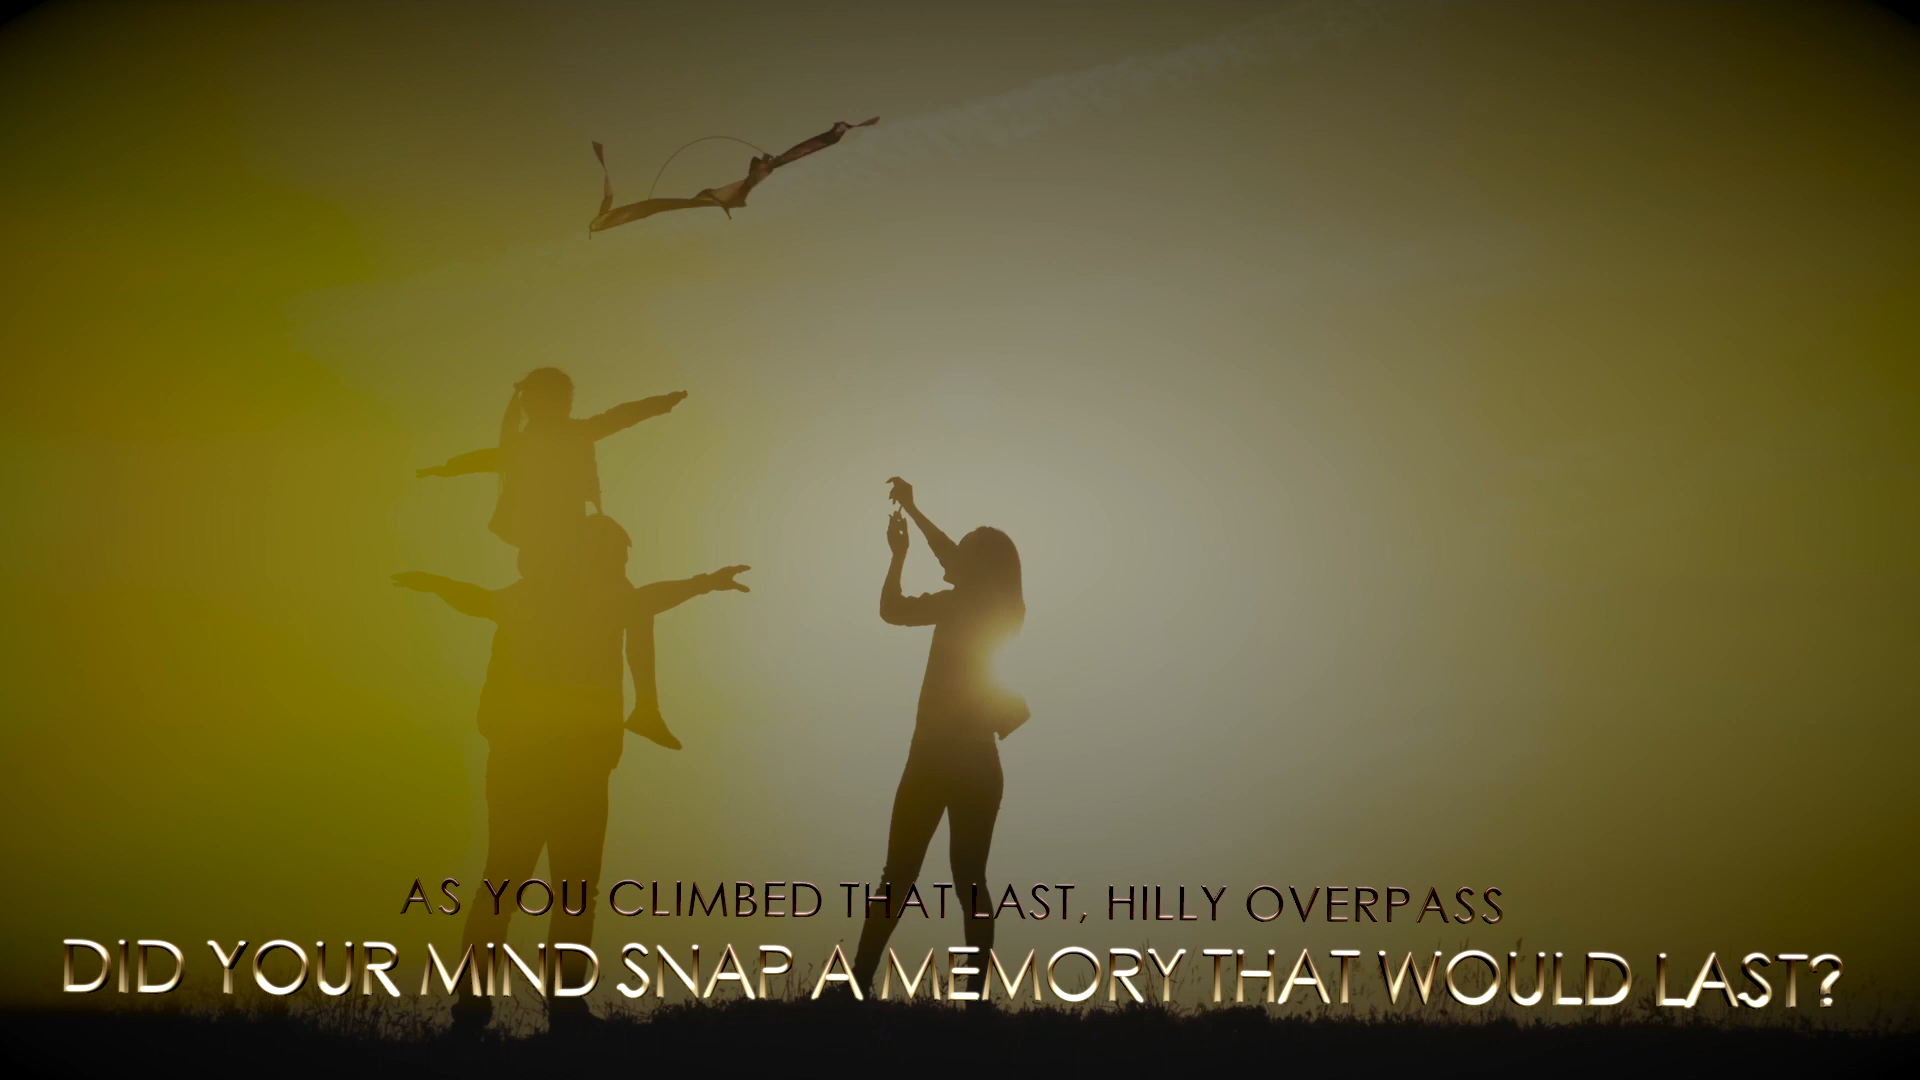 AS YOU CLIMBED THAT LAST, HILLY OVERPASS
DID YOUR MIND SNAP A MEMORY THAT WOULD LAST?